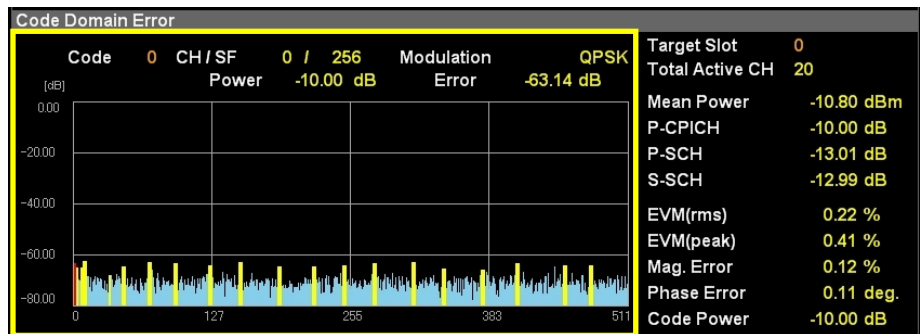 Code Domain Error
Code 0 CH / SF 0 / 256 Modulation QPSK
Power -10.00 dB Error -63.14 dB
[dB]
0.00
-20.00
-40.00
-60.00
-80.00
0 127 255 383 511
Target Slot 0
Total Active CH 20
Mean Power -10.80 dBm
P-CPICH -10.00 dB
P-SCH -13.01 dB
S-SCH -12.99 dB
EVM(rms) 0.22 %
EVM(peak) 0.41 %
Mag. Error 0.12 %
Phase Error 0.11 deg.
Code Power -10.00 dB